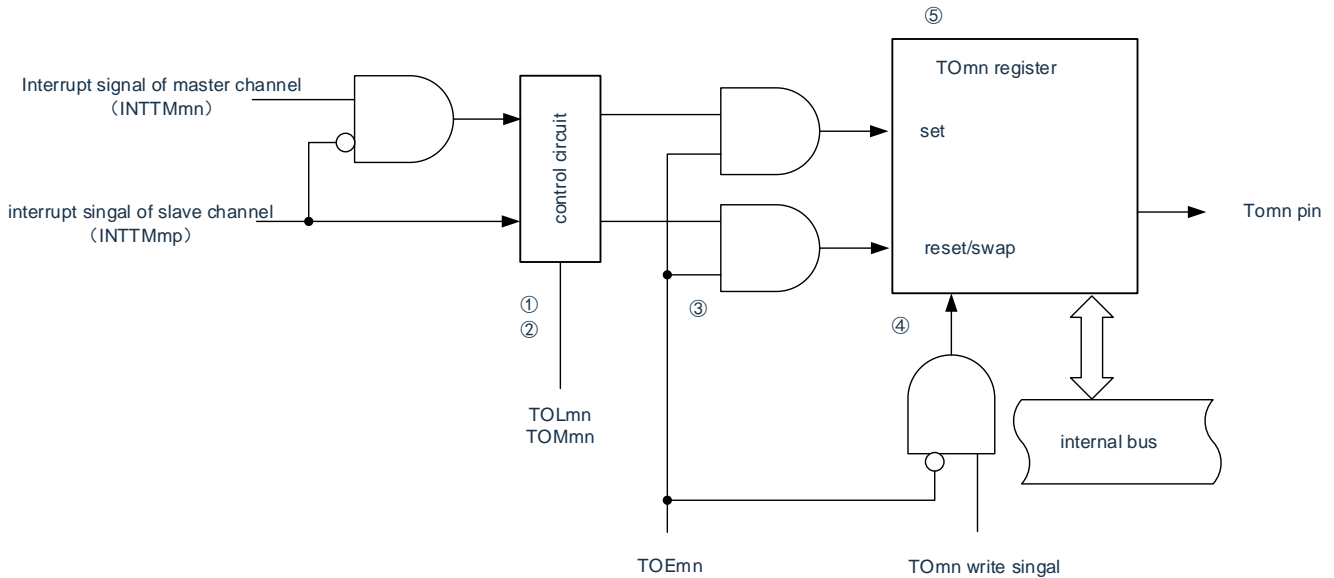 ⑤
TOmn register
Interrupt signal of master channel
（INTTMmn）
control circuit
set
interrupt singal of slave channel
（INTTMmp）
Tomn pin
reset/swap
①
②
③
④
TOLmn
TOMmn
internal bus
TOEmn
TOmn write singal